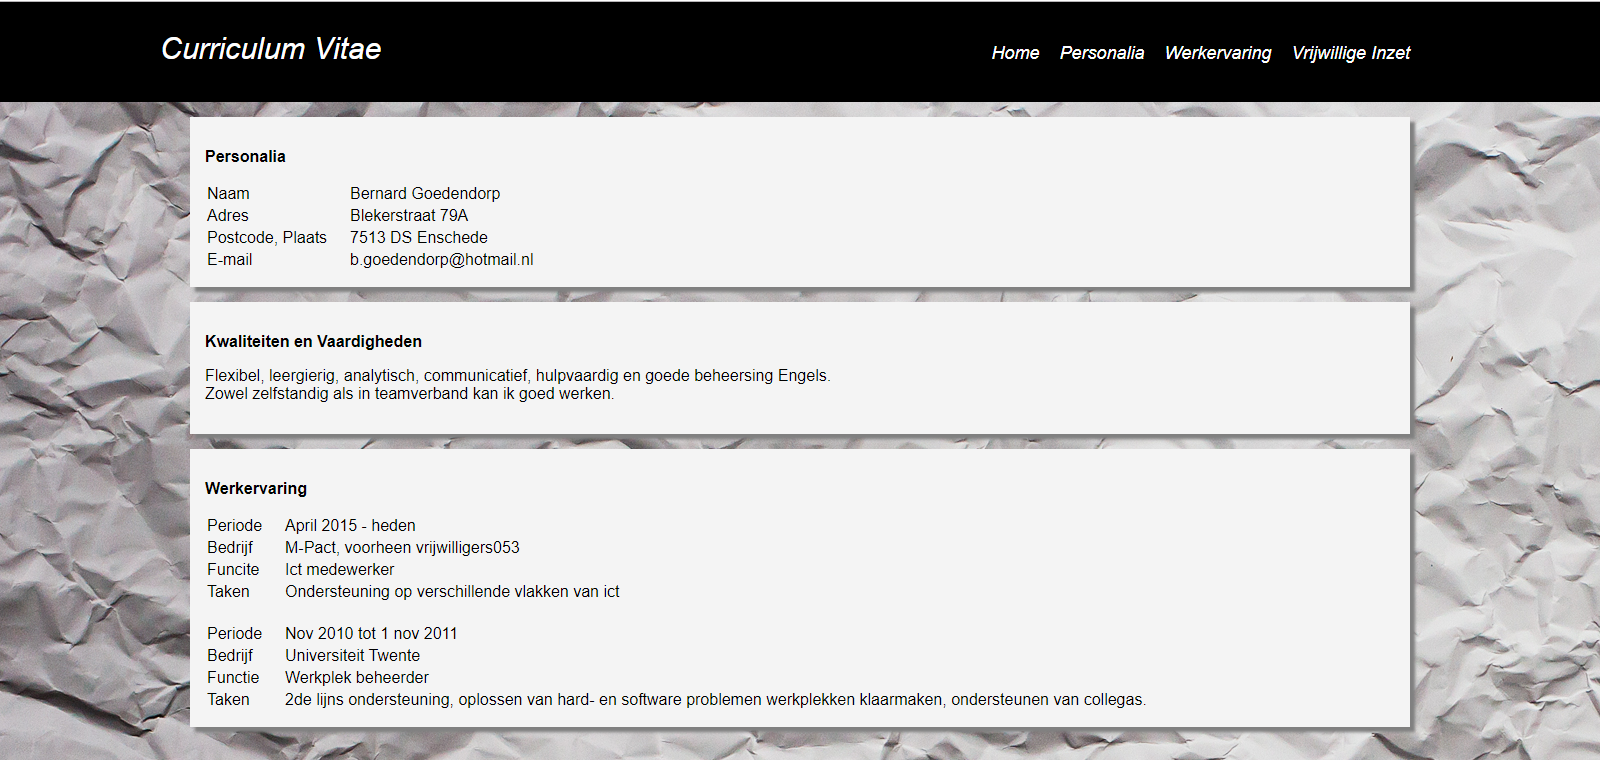 Curriculum Vitae
Home Personalia Werkervaring Vrijwillige Inzet
Personalia
Naam Bernard Goedendorp
Adres Blekerstraat 79A
Postcode, Plaats 7513 DS Enschede
E-mail b.goedendorp@hotmail.nl
Kwaliteiten en Vaardigheden
Flexibel, leergierig, analytisch, communicatief, hulpvaardig en goede beheersing Engels.
Zowel zelfstandig als in teamverband kan ik goed werken.
Werkervaring
Periode April 2015 - heden
Bedrijf M-Pact, voorheen vrijwilligers053
Funcite Ict medewerker
Taken Ondersteuning op verschillende vlakken van ict
Periode Nov 2010 tot 1 nov 2011
Bedrijf Universiteit Twente
Functie Werkplek beheerder
Taken 2de lijns ondersteuning, oplossen van hard- en software problemen werkplekken klaarmaken, ondersteunen van collegas.